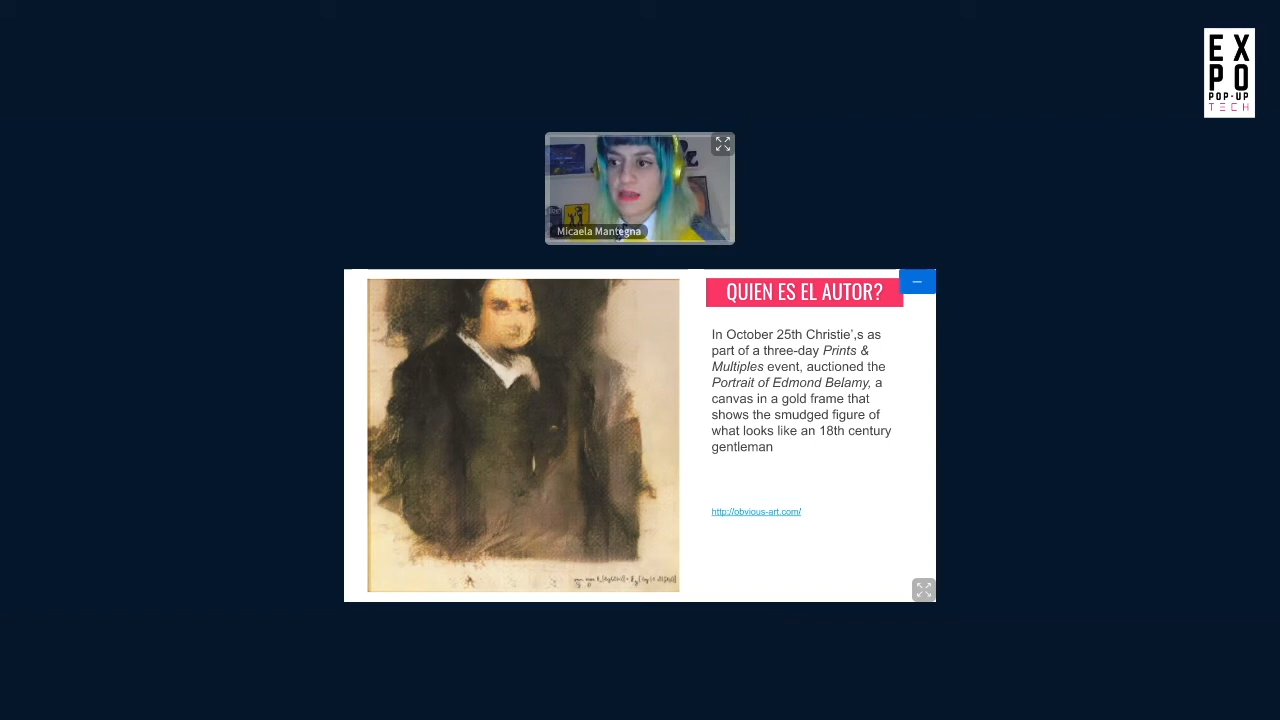 EX
PO
POP-UP
TECH
Micaela Mantegna
QUIEN ES EL AUTOR?
In October 25th Christie',s as
part of a three-day Prints &
Multiples event, auctioned the
Portrait of Edmond Belamy, a
canvas in a gold frame that
shows the smudged figure of
what looks like an 18th century
gentleman
http://obvious-art.com/